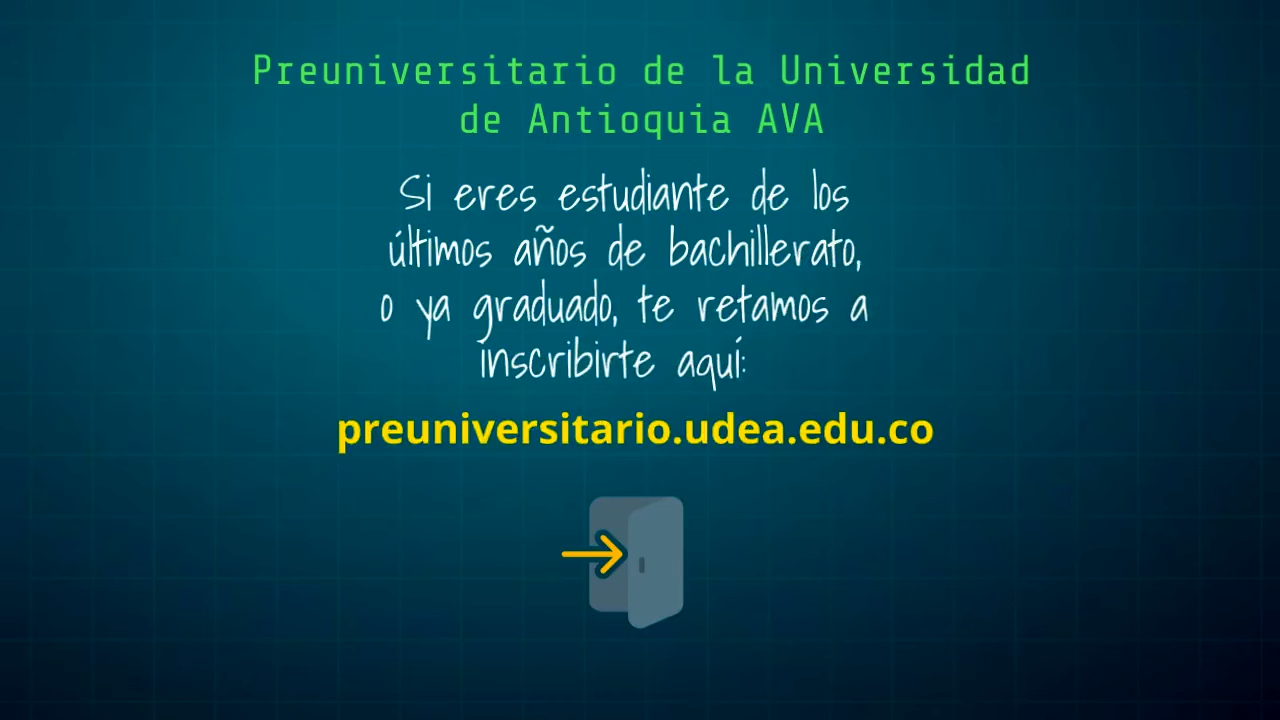 Preuniversitario de la Universidad
de Antioquia AVA
Si eres estudiante de los
últimos años de bachillerato,
o ya graduado, te retamos a
inscribirte aquí:
preuniversitario.udea.edu.co